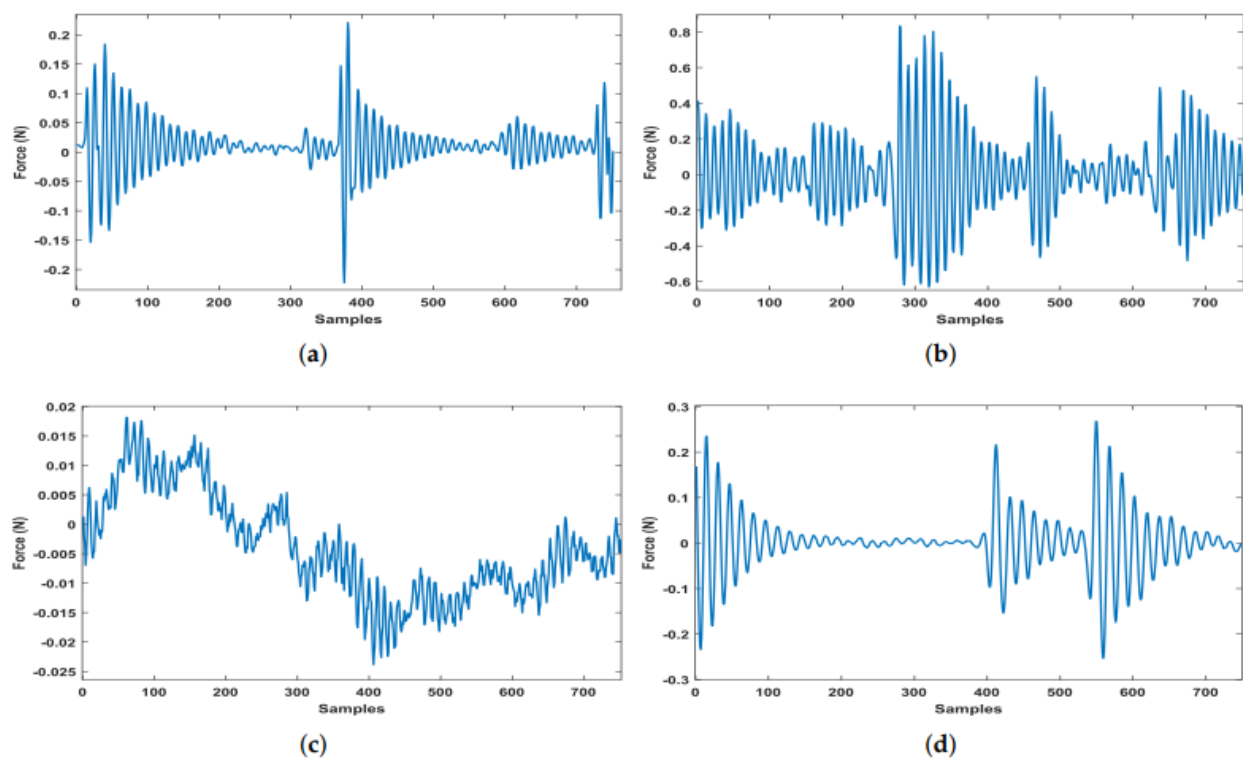 0.2
0.15
0.1
0.05
0
-0.05
-0.1
-0.15
-0.2
Force (N)
0 100 200 300 400 500 600 700
Samples
(a)
0.8
0.6
0.4
0.2
0
-0.2
-0.4
-0.6
Force (N)
0 100 200 300 400 500 600 700
Samples
(b)
0.02
0.015
0.01
0.005
0
-0.005
-0.01
-0.015
-0.02
-0.025
Force (N)
0 100 200 300 400 500 600 700
Samples
(c)
0.3
0.2
0.1
0
-0.1
-0.2
-0.3
Force (N)
0 100 200 300 400 500 600 700
Samples
(d)